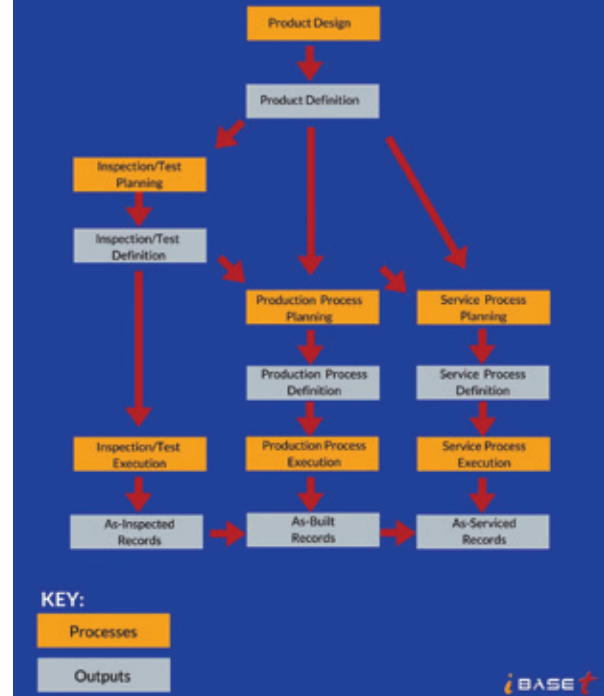 Product Design
Product Definition
Inspection/Test
Planning
Inspection/Test
Definition
Production Process
Planning
Service Process
Planning
Production Process
Definition
Service Process
Definition
Inspection/Test
Execution
Production Process
Execution
Service Process
Execution
As-Inspected
Records
As-Built
Records
As-Serviced
Records
KEY:
Processes
Outputs
iBASEt